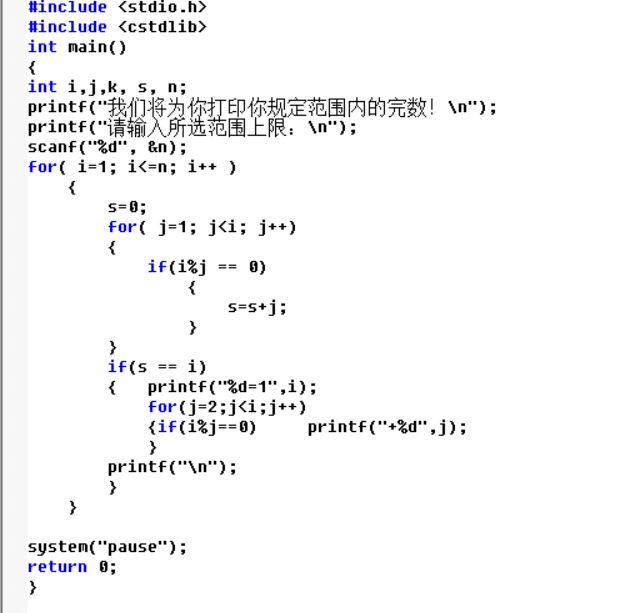 #include <stdio.h>
#include <cstdlib>
int main()
{
int i,j,k, s, n;
printf("我们将为你打印你规定范围内的完数！\n");
printf("请输入所选范围上限：\n");
scanf("%d", &n);
for( i=1; i<=n; i++ )
{
s=0;
for( j=1; j<i; j++)
{
if(i%j == 0)
{
s=s+j;
}
}
if(s == i)
{ printf("%d=1",i);
for(j=2;j<i;j++)
{if(i%j==0) printf("+%d",j);
}
printf("\n");
}
}
system("pause");
return 0;
}